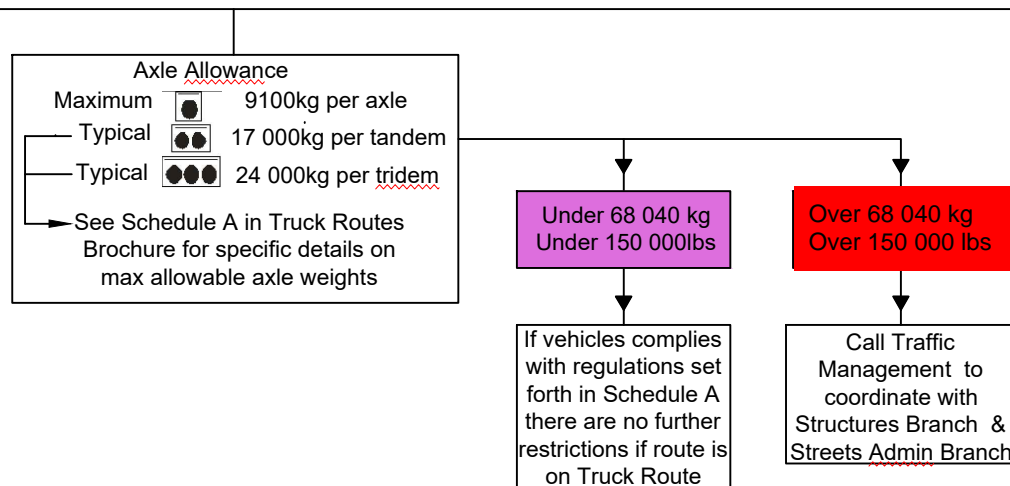 Axle Allowance
Maximum 9100kg per axle
Typical 17 000kg per tandem
Typical 24 000kg per tridem
See Schedule A in Truck Routes
Brochure for specific details on
max allowable axle weights
Under 68 040 kg
Under 150 000lbs
Over 68 040 kg
Over 150 000 lbs
If vehicles complies
with regulations set
forth in Schedule A
there are no further
restrictions if route is
on Truck Route
Call Traffic
Management to
coordinate with
Structures Branch &
Streets Admin Branch